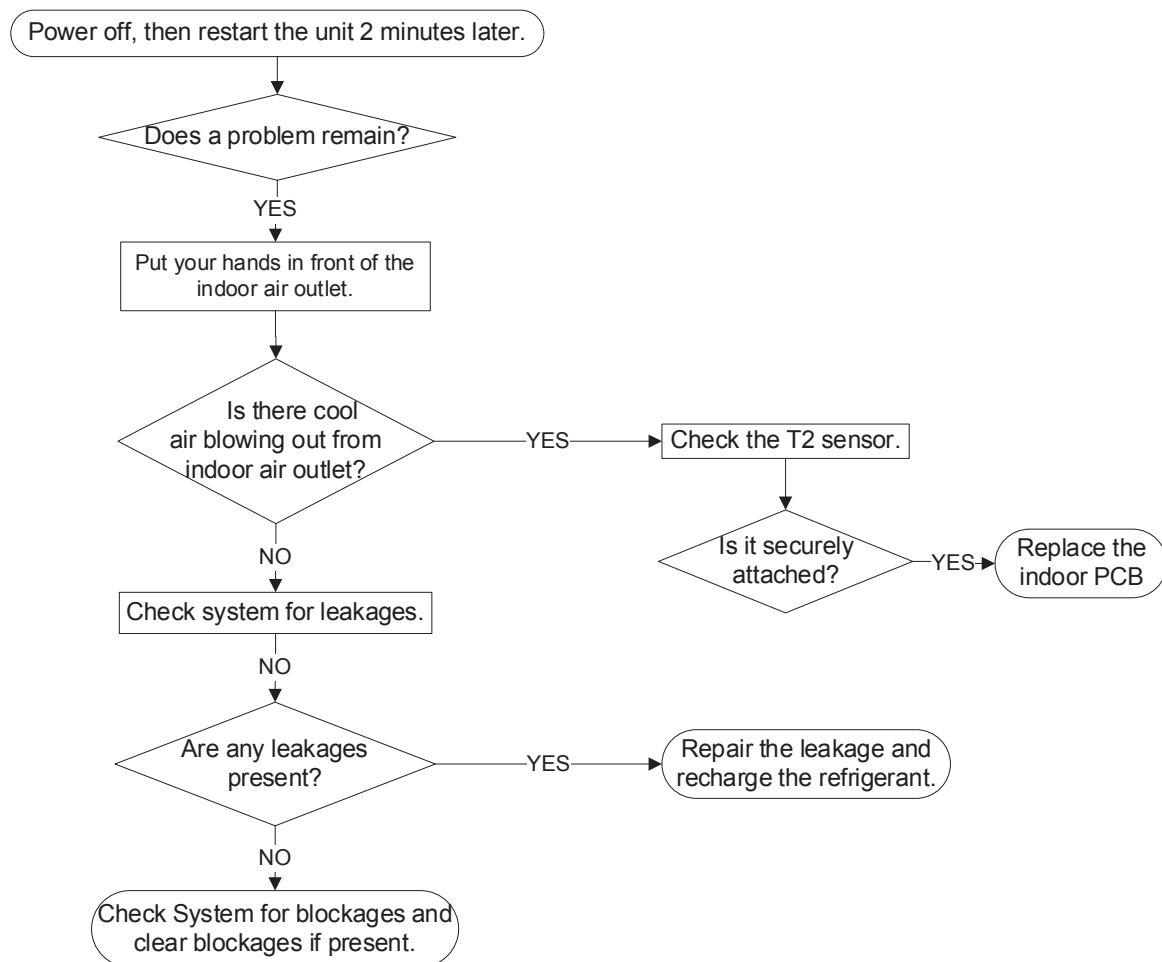 Power off, then restart the unit 2 minutes later.
Does a problem remain?
YES
Put your hands in front of the
indoor air outlet.
Is there cool
air blowing out from
indoor air outlet?
YES
Check the T2 sensor.
Is it securely
attached?
YES
Replace the
indoor PCB
NO
Check system for leakages.
NO
Are any leakages
present?
YES
Repair the leakage and
recharge the refrigerant.
NO
Check System for blockages and
clear blockages if present.